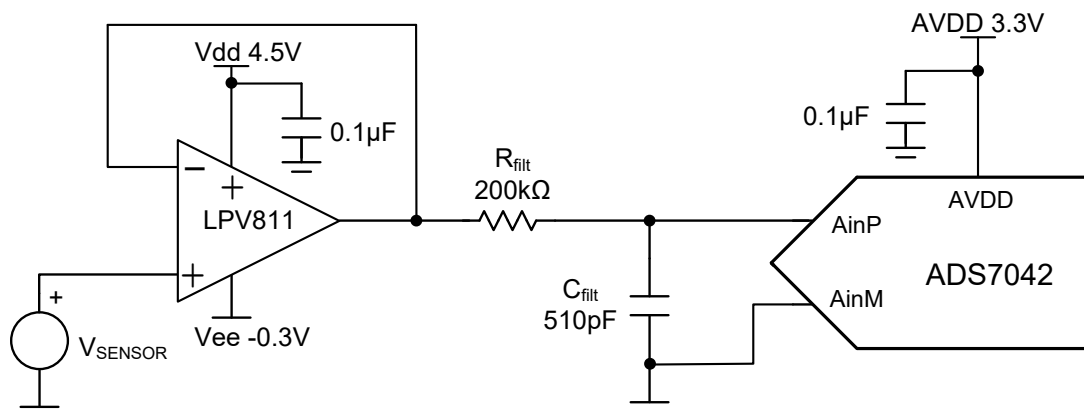 AVDD 3.3V
Vdd 4.5V
0.1µF
0.1µF
Rfilt
200kΩ
−
+
LPV811
AVDD
AinP
ADS7042
+
AinM
+
Cfilt
510pF
Vee -0.3V
VSENSOR